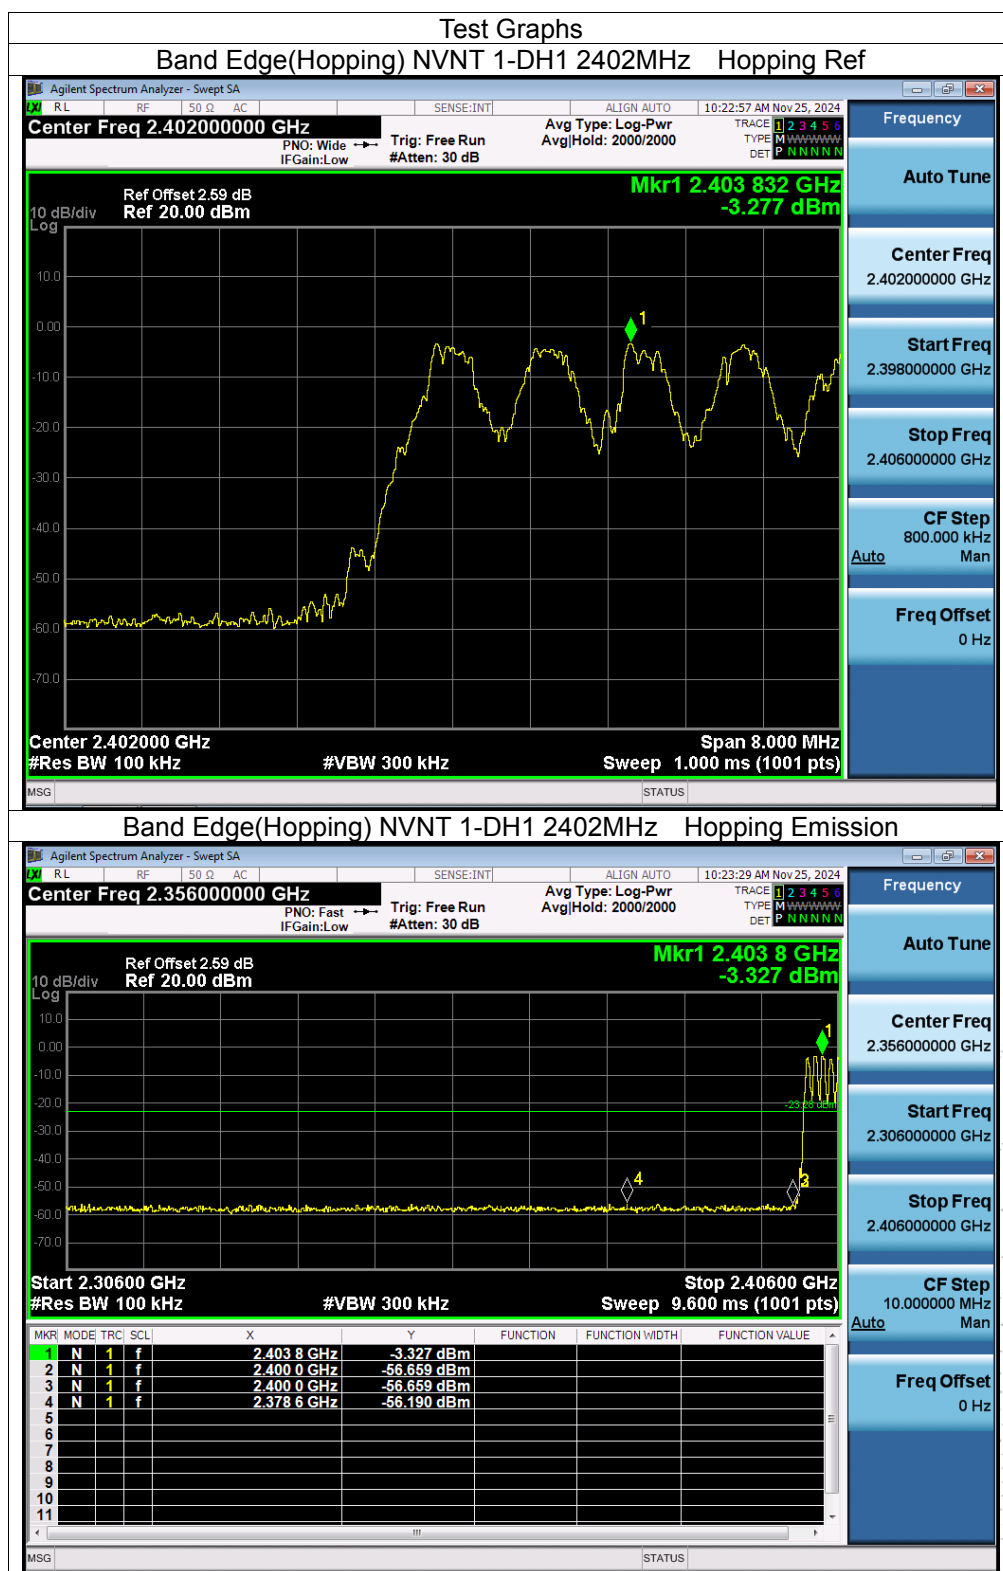 Test Graphs
Band Edge(Hopping) NVNT 1-DH1 2402MHz Hopping Ref
Agilent Spectrum Analyzer - Swept SA
LXI RL RF 50 Ω AC SENSE:INT ALIGN AUTO 10:22:57 AM Nov 25, 2024
Center Freq 2.402000000 GHz
PNO: Wide
IFGain:Low
Trig: Free Run
#Atten: 30 dB
Avg Type: Log-Pwr
Avg|Hold: 2000/2000
TRACE 1 2 3 4 5 6
TYPE M WWWWW
DET P N N N N N
Frequency
Auto Tune
Center Freq
2.402000000 GHz
Start Freq
2.398000000 GHz
Stop Freq
2.406000000 GHz
CF Step
800.000 kHz
Auto Man
Freq Offset
0 Hz
Mkr1 2.403 832 GHz
-3.277 dBm
Ref Offset 2.59 dB
10 dB/div Ref 20.00 dBm
Log
10.0
0.00
-10.0
-20.0
-30.0
-40.0
-50.0
-60.0
-70.0
1
Center 2.402000 GHz Span 8.000 MHz
#Res BW 100 kHz #VBW 300 kHz Sweep 1.000 ms (1001 pts)
MSG STATUS
Band Edge(Hopping) NVNT 1-DH1 2402MHz Hopping Emission
Agilent Spectrum Analyzer - Swept SA
LXI RL RF 50 Ω AC SENSE:INT ALIGN AUTO 10:23:29 AM Nov 25, 2024
Center Freq 2.356000000 GHz
PNO: Fast
IFGain:Low
Trig: Free Run
#Atten: 30 dB
Avg Type: Log-Pwr
Avg|Hold: 2000/2000
TRACE 1 2 3 4 5 6
TYPE M WWWWW
DET P N N N N N
Frequency
Auto Tune
Center Freq
2.356000000 GHz
Start Freq
2.306000000 GHz
Stop Freq
2.406000000 GHz
CF Step
10.000000 MHz
Auto Man
Freq Offset
0 Hz
Mkr1 2.403 8 GHz
-3.327 dBm
Ref Offset 2.59 dB
10 dB/div Ref 20.00 dBm
Log
10.0
0.00
-10.0
-20.0
-30.0
-40.0
-50.0
-60.0
-70.0
1
-23.28 dBm
4
3
Start 2.30600 GHz Stop 2.40600 GHz
#Res BW 100 kHz #VBW 300 kHz Sweep 9.600 ms (1001 pts)
MKR MODE TRC SCL X Y FUNCTION FUNCTION WIDTH FUNCTION VALUE
1 N 1 f 2.403 8 GHz -3.327 dBm
2 N 1 f 2.400 0 GHz -56.659 dBm
3 N 1 f 2.400 0 GHz -56.659 dBm
4 N 1 f 2.378 6 GHz -56.190 dBm
5
6
7
8
9
10
11
MSG STATUS